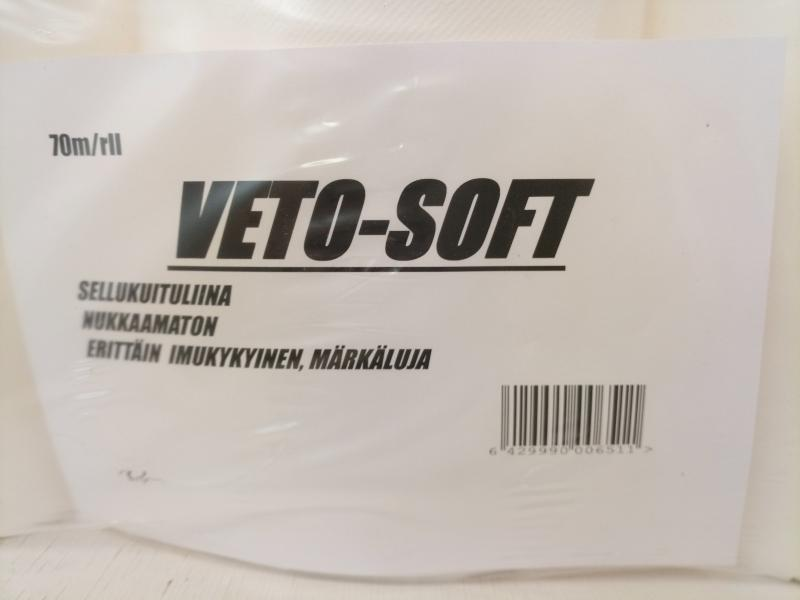 70m/rll
VETO-SOFT
SELLUKUITULIINA
NUKKAAMATON
ERITTÄIN IMUKYKYINEN, MÄRKÄLUJA
6 429990 006511 >